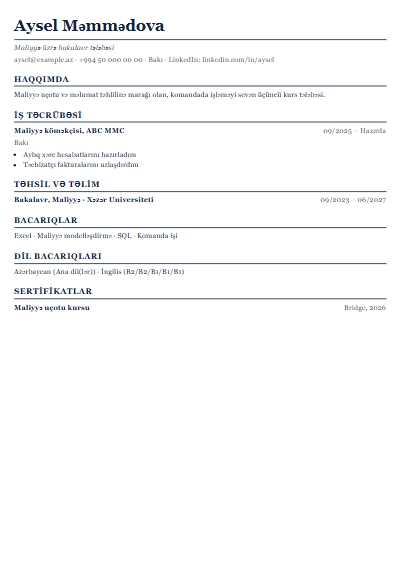 Aysel Məmmədova
Maliyyə üzrə bakalavr tələbəsi
aysel@example.az · +994 50 000 00 00 · Bakı · LinkedIn: linkedin.com/in/aysel
HAQQIMDA
Maliyyə uçotu və məlumat təhlilinə marağı olan, komandada işləməyi sevən üçüncü kurs tələbəsi.
İŞ TƏCRÜBƏSİ
Maliyyə köməkçisi, ABC MMC 09/2025 – Hazırda
Bakı
• Aylıq xərc hesabatlarını hazırladım
• Təchizatçı fakturalarını uzlaşdırdım
TƏHSİL VƏ TƏLİM
Bakalavr, Maliyyə · Xəzər Universiteti 09/2023 – 06/2027
BACARIQLAR
Excel · Maliyyə modelləşdirmə · SQL · Komanda işi
DİL BACARIQLARI
Azərbaycan (Ana dil(lər)) · İngilis (B2/B2/B1/B1/B1)
SERTİFİKATLAR
Maliyyə uçotu kursu Bridge, 2026